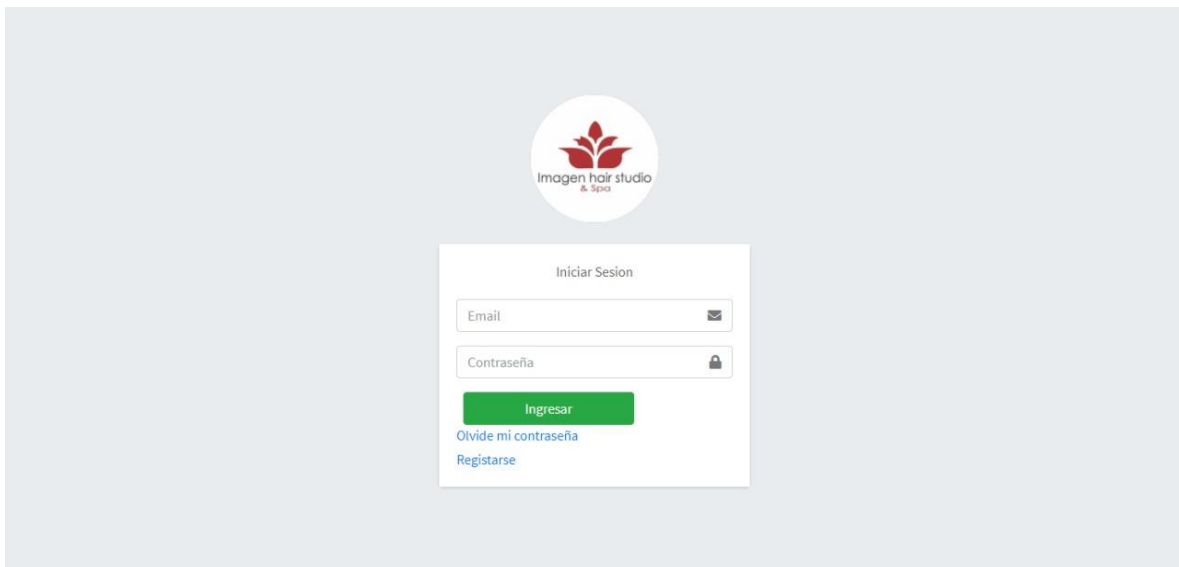 Imagen hair studio
& Spa
Iniciar Sesion
Email
Contraseña
Ingresar
Olvide mi contraseña
Registarse